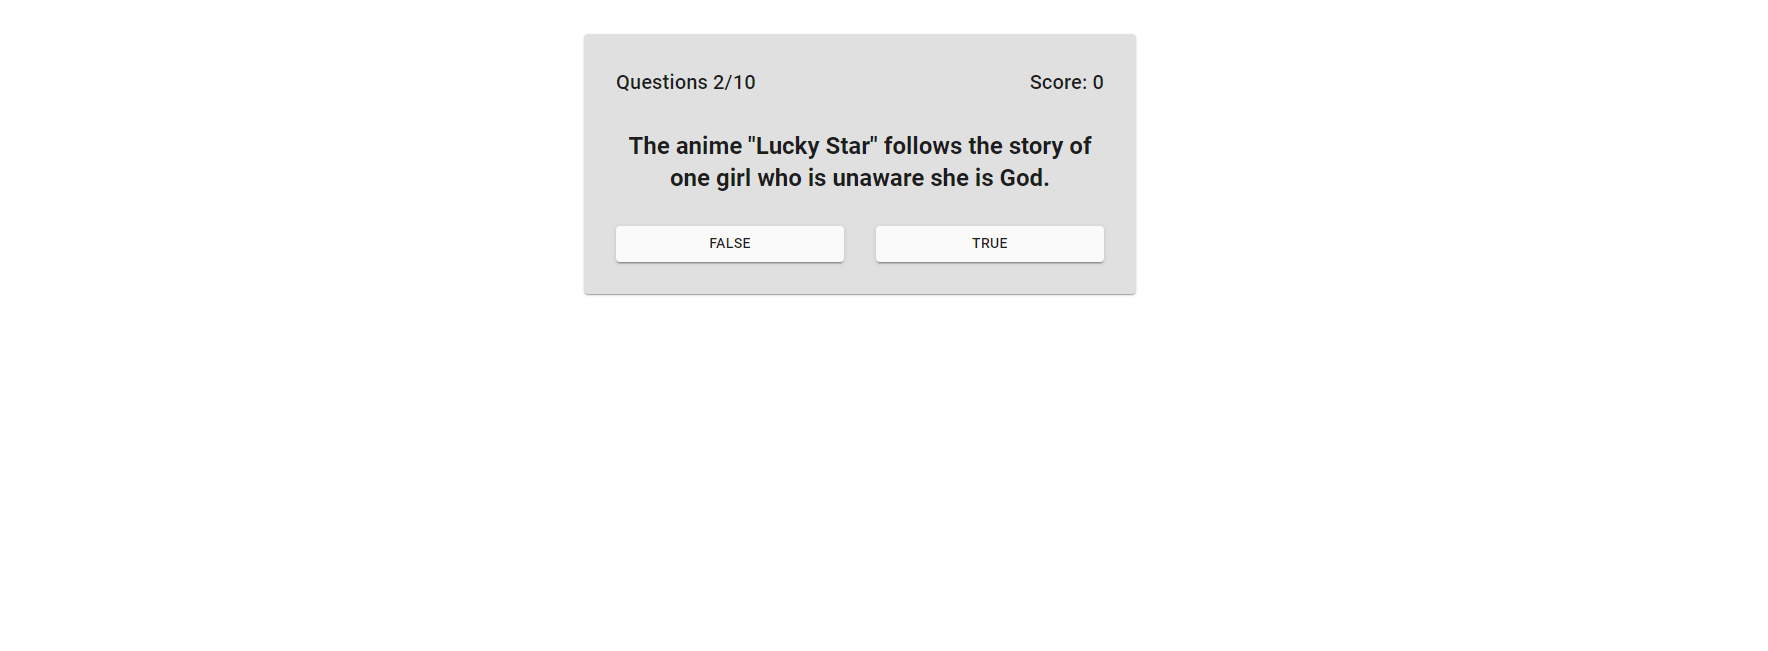 Questions 2/10
Score: 0
The anime "Lucky Star" follows the story of
one girl who is unaware she is God.
FALSE
TRUE